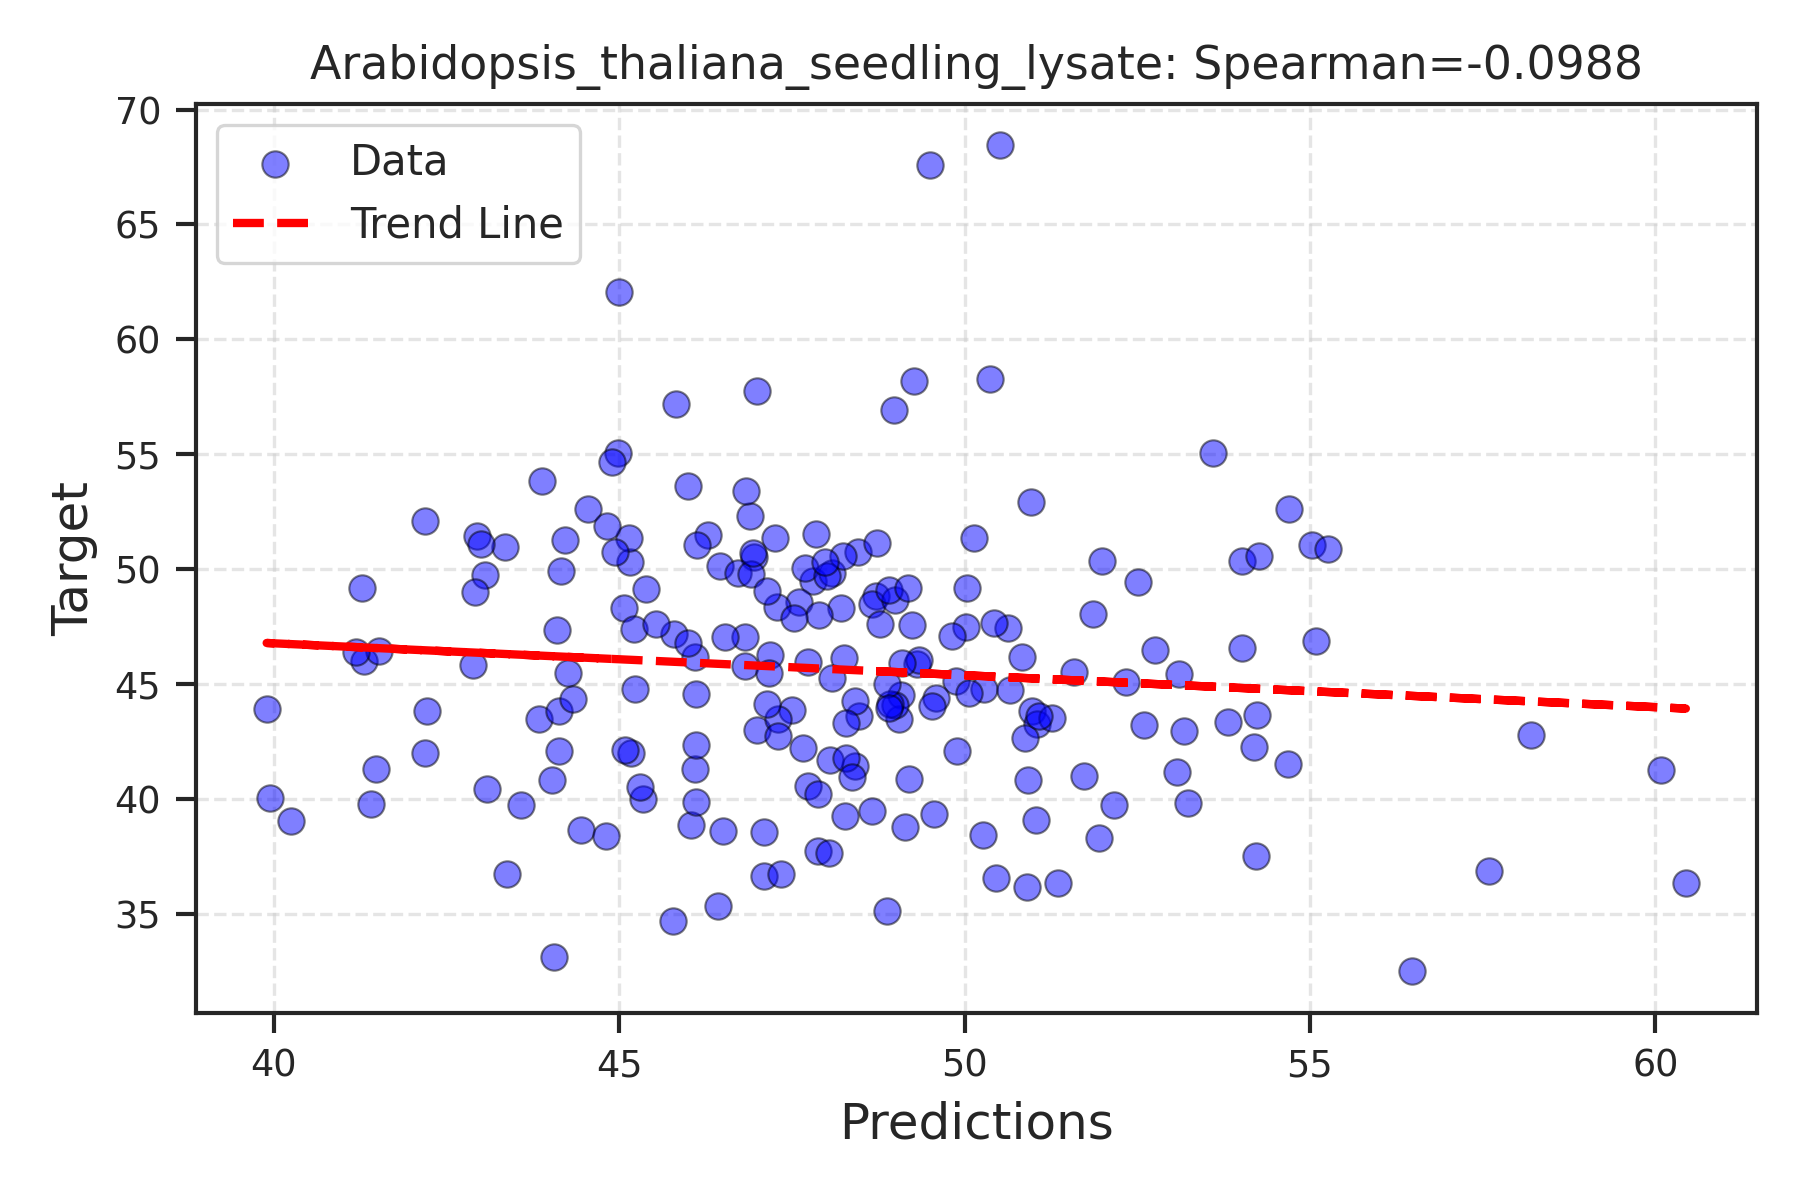 Arabidopsis_thaliana_seedling_lysate: Spearman=-0.0988
Data
Trend Line
70
65
60
55
50
45
40
35
Target
40 45 50 55 60
Predictions